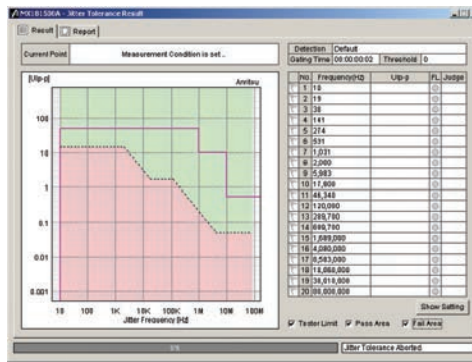 MX181500A - Jitter Tolerance Result
Result Report
Current Point Measurement Condition is set ..
Detection Default
Gating Time 00:00:00:02 Threshold 0
[UIp-p] Anritsu
100
10
1
0.1
0.01
0.001
10 100 1K 10K 100K 1M 10M 100M
Jitter Frequency [Hz]
No. Frequency(Hz) UIp-p FL Judge
1 10
2 19
3 38
4 141
5 274
6 531
7 1,031
8 2,000
9 5,983
10 17,900
11 46,340
12 120,000
13 289,700
14 699,700
15 1,689,000
16 4,080,000
17 8,583,000
18 18,060,000
19 38,010,000
20 80,000,000
Show Setting
Tester Limit Pass Area Fail Area
Jitter Tolerance Aborted.